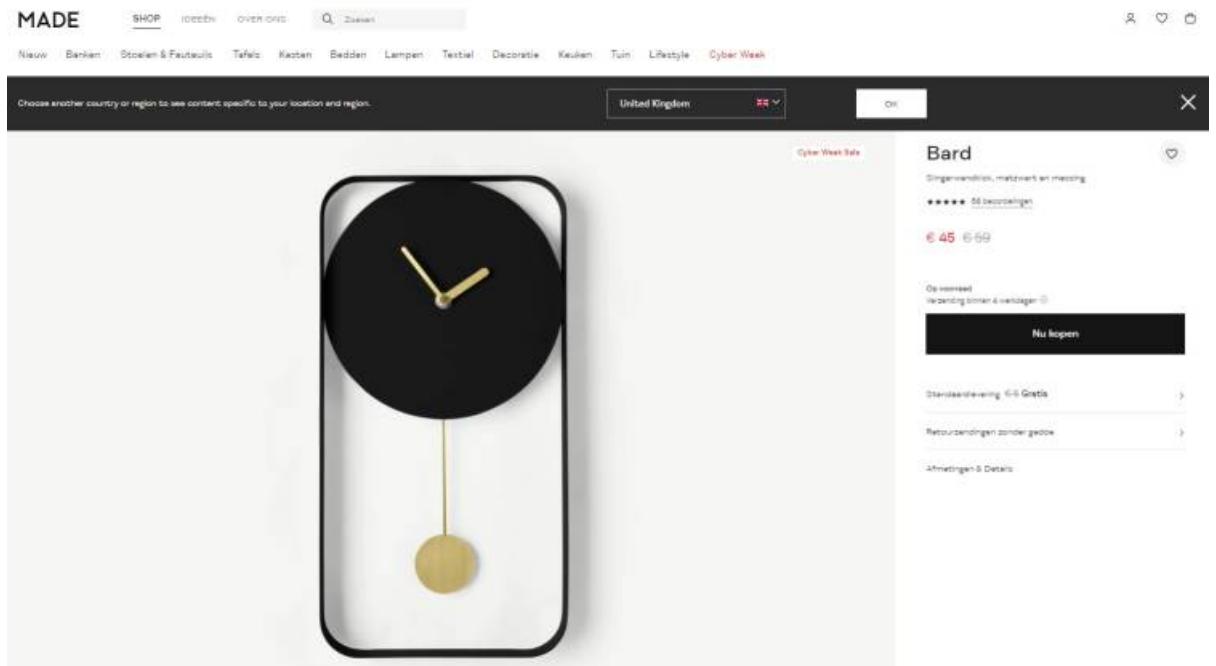 MADE
SHOP IDEEËN OVER ONS Zoeken
Nieuw Banken Stoelen & Fauteuils Tafels Kasten Bedden Lampen Textiel Decoratie Keuken Tuin Lifestyle Cyber Week
Choose another country or region to see content specific to your location and region.
United Kingdom
OK
Cyber Week Sale
Bard
Slingerwandklok, matzwart en messing
★★★★★ 56 beoordelingen
€ 45 € 59
Op voorraad
Verzending binnen 4 werkdagen
Nu kopen
Standaardlevering € 5 Gratis
Retourzendingen zonder gedoe
Afmetingen & Details